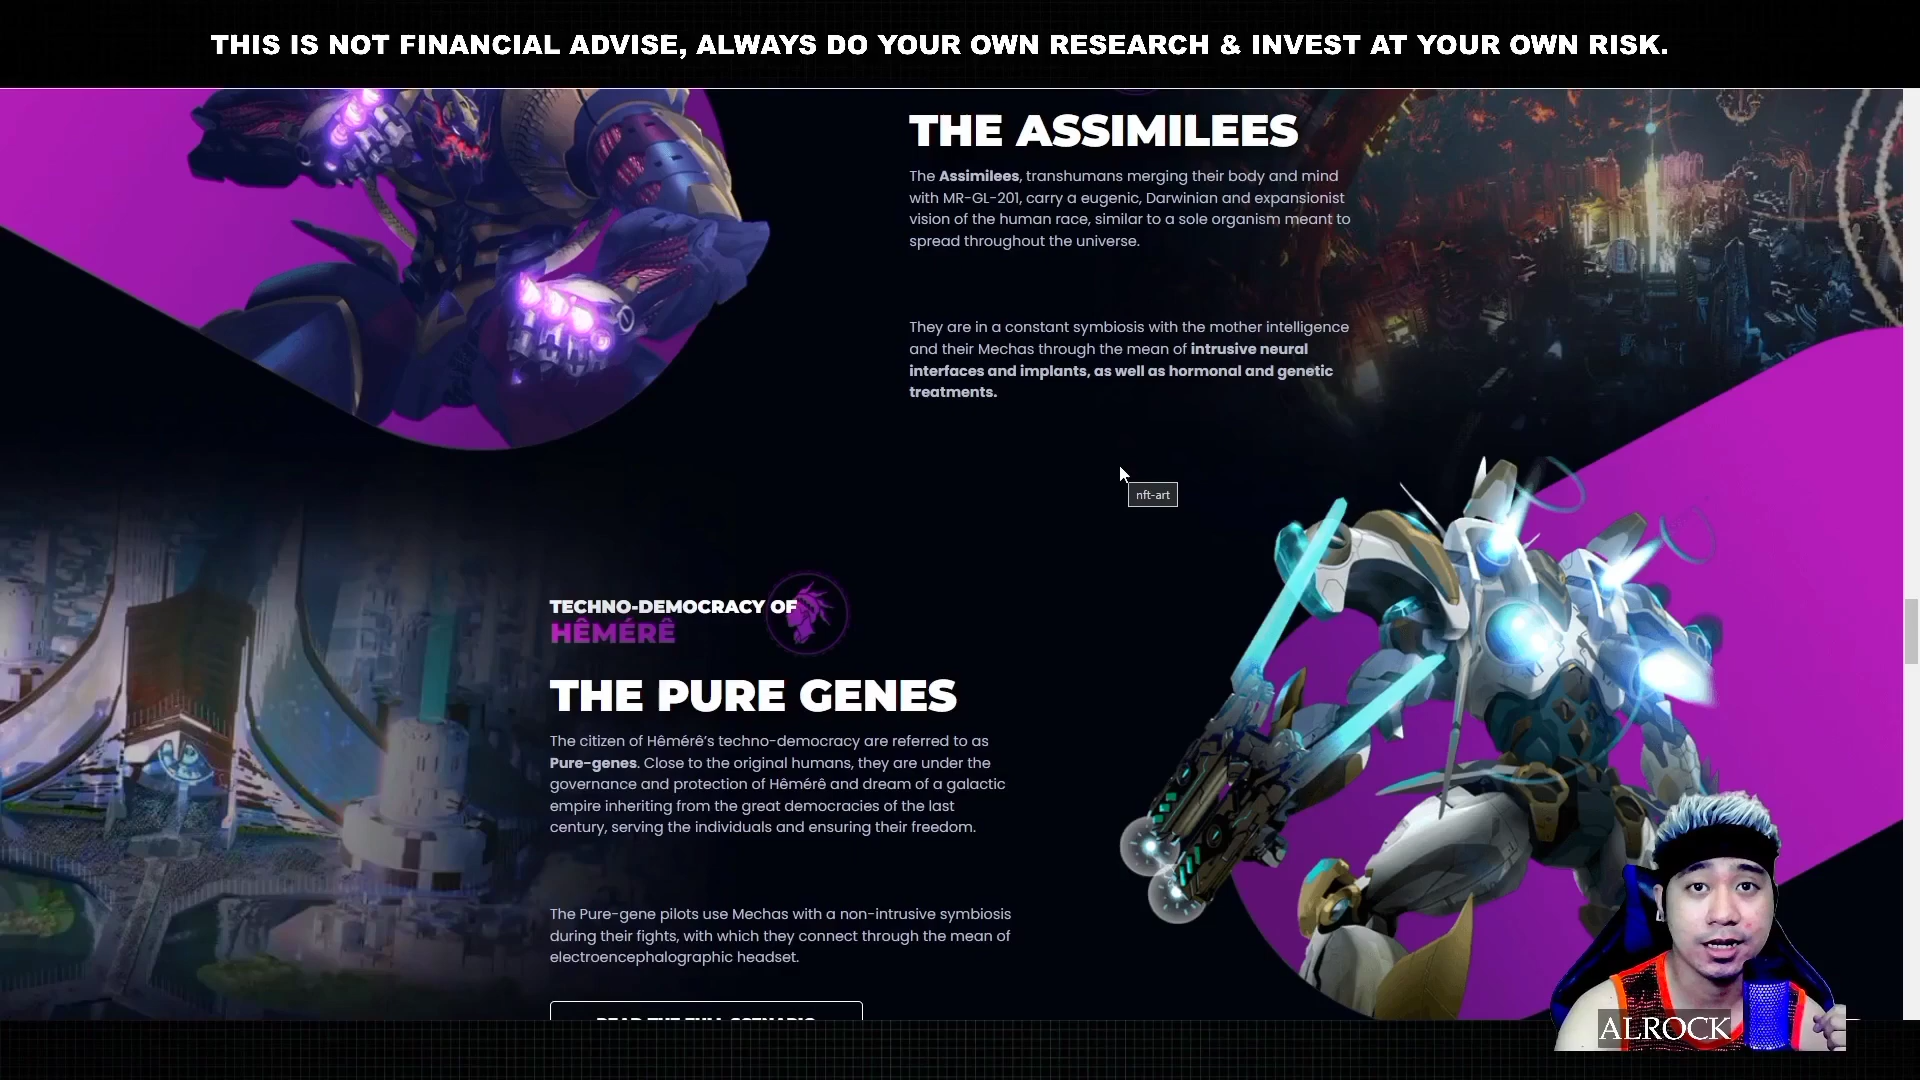 THIS IS NOT FINANCIAL ADVISE, ALWAYS DO YOUR OWN RESEARCH & INVEST AT YOUR OWN RISK.
THE ASSIMILEES
The Assimilees, transhumans merging their body and mind
with MR-GL-201, carry a eugenic, Darwinian and expansionist
vision of the human race, similar to a sole organism meant to
spread throughout the universe.
They are in a constant symbiosis with the mother intelligence
and their Mechas through the mean of intrusive neural
interfaces and implants, as well as hormonal and genetic
treatments.
nft-art
TECHNO-DEMOCRACY OF
HÊMÉRÊ
THE PURE GENES
The citizen of Hêmérê’s techno-democracy are referred to as
Pure-genes. Close to the original humans, they are under the
governance and protection of Hêmérê and dream of a galactic
empire inheriting from the great democracies of the last
century, serving the individuals and ensuring their freedom.
The Pure-gene pilots use Mechas with a non-intrusive symbiosis
during their fights, with which they connect through the mean of
electroencephalographic headset.
READ THE FULL SCENARIO
ALROCK